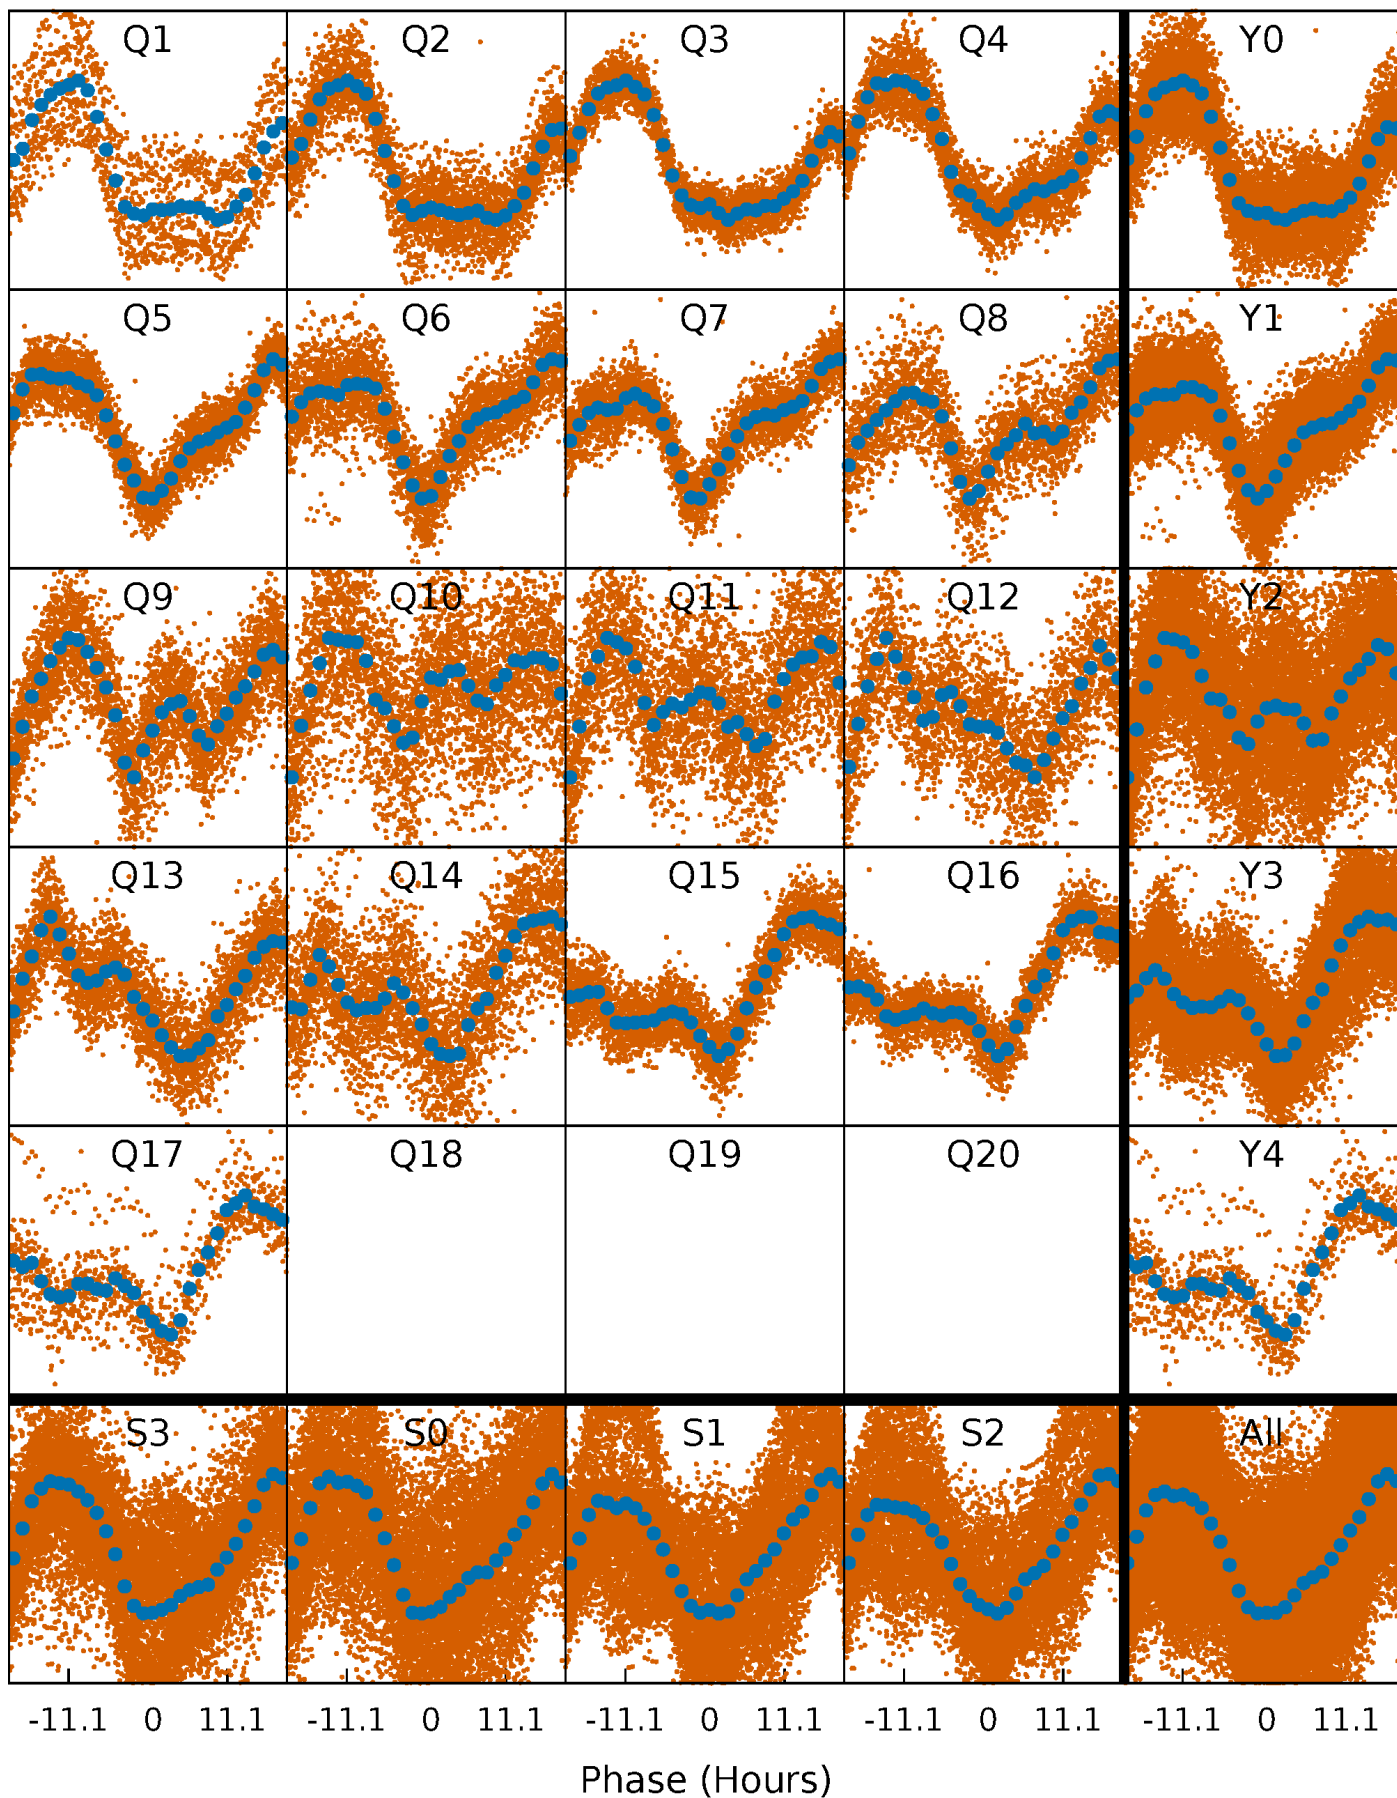 Q1 Q2 Q3 Q4 Y0
Q5 Q6 Q7 Q8 Y1
Q9 Q10 Q11 Q12 Y2
Q13 Q14 Q15 Q16 Y3
Q17 Q18 Q19 Q20 Y4
S3 S0 S1 S2 All
-11.1 0 11.1 -11.1 0 11.1 -11.1 0 11.1 -11.1 0 11.1 -11.1 0 11.1
Phase (Hours)